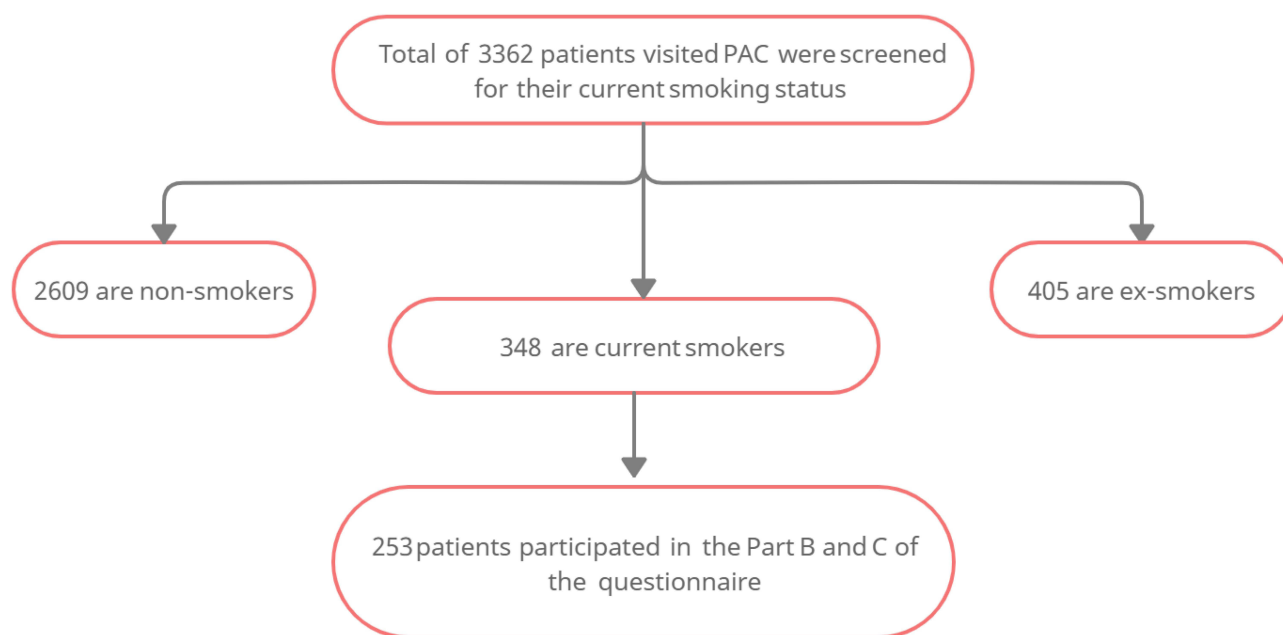 Total of 3362 patients visited PAC were screened
for their current smoking status
2609 are non-smokers
405 are ex-smokers
348 are current smokers
253 patients participated in the Part B and C of
the questionnaire